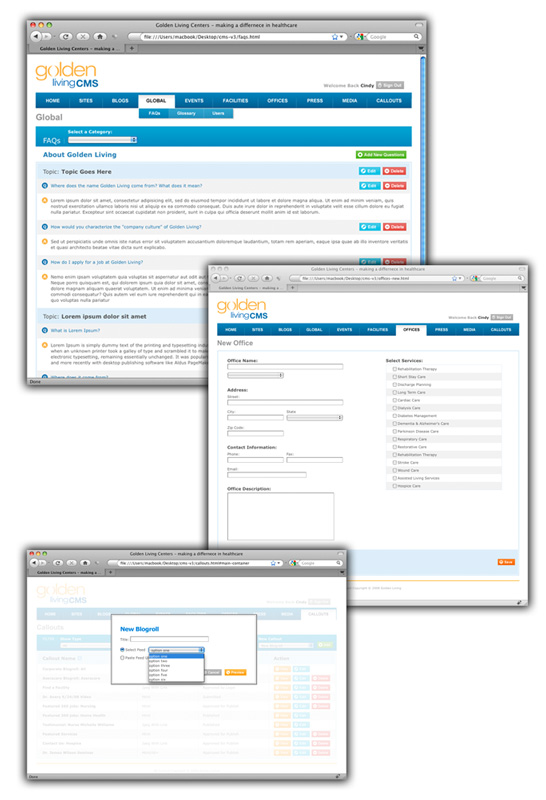 Golden Living Centers - making a differnece in healthcare
file:///Users/macbook/Desktop/cms-v3/faqs.html
Google
Golden Living Centers – making a ...
golden
livingCMS
Welcome Back Cindy
Sign Out
HOME SITES BLOGS GLOBAL EVENTS FACILITIES OFFICES PRESS MEDIA CALLOUTS
FAQs Glossary Users
Global
Select a Category:
FAQs
About Golden Living
Add New Questions
Topic: Topic Goes Here
Edit Delete
Q Where does the name Golden Living come from? What does it mean?
Edit Delete
Lorem ipsum dolor sit amet, consectetur adipisicing elit, sed do eiusmod tempor incididunt ut labore et dolore magna aliqua. Ut enim ad minim veniam, quis
nostrud exercitation ullamco laboris nisi ut aliquip ex ea commodo consequat. Duis aute irure dolor in reprehenderit in voluptate velit esse cillum dolore eu fugiat
nulla pariatur. Excepteur sint occaecat cupidatat non proident, sunt in culpa qui officia deserunt mollit anim id est laborum.
Q How would you characterize the "company culture" of Golden Living?
Edit Delete
Sed ut perspiciatis unde omnis iste natus error sit voluptatem accusantium doloremque laudantium, totam rem aperiam, eaque ipsa quae ab illo inventore veritatis
et quasi architecto beatae vitae dicta sunt explicabo.
Q How do I apply for a job at Golden Living?
Edit Delete
Nemo enim ipsam voluptatem quia voluptas sit aspernatur aut odit aut
Neque porro quisquam est, qui dolorem ipsum quia dolor sit amet,
dolore magnam aliquam quaerat voluptatem. Ut enim ad minima
commodi consequatur? Quis autem vel eum iure reprehenderit qui in
quo voluptas nulla pariatur
Topic: Lorem ipsum dolor sit amet
Q What is Lorem Ipsum?
Lorem Ipsum is simply dummy text of the printing and typesetting
when an unknown printer took a galley of type and scrambled it to
electronic typesetting, remaining essentially unchanged. It was
and more recently with desktop publishing software like Aldus
Where does it come from?
Done
Golden Living Centers - making a differnece in healthcare
file:///Users/macbook/Desktop/cms-v3/offices-new.html
Google
Golden Living Centers – making a ...
golden
livingCMS
Welcome Back Cindy
Sign Out
HOME SITES BLOGS GLOBAL EVENTS FACILITIES OFFICES PRESS MEDIA CALLOUTS
New Office
Office Name:
Address:
Street:
City: State
Zip Code:
Contact Information:
Phone: Fax:
Email:
Office Description:
Select Services:
Rehabilitation Therapy
Short Stay Care
Discharge Planning
Long Term Care
Cardiac Care
Dialysis Care
Diabetes Management
Dementia & Alzheimer's Care
Parkinson Disease Care
Respiratory Care
Restorative Care
Rehabilitation Therapy
Stroke Care
Wound Care
Assisted Living Services
Hospice Care
Save
Golden Living Centers - making a differnece in healthcare
file:///Users/macbook/Desktop/cms-v3/callouts.html#main-container
Google
Golden Living Centers – making a
golden
livingCMS
CALLOUTS
Callouts
New Blogroll
Title:
Select Feed option one
Paste Feed
option one
option two
option three
option four
option five
option six
Cancel Preview
Done